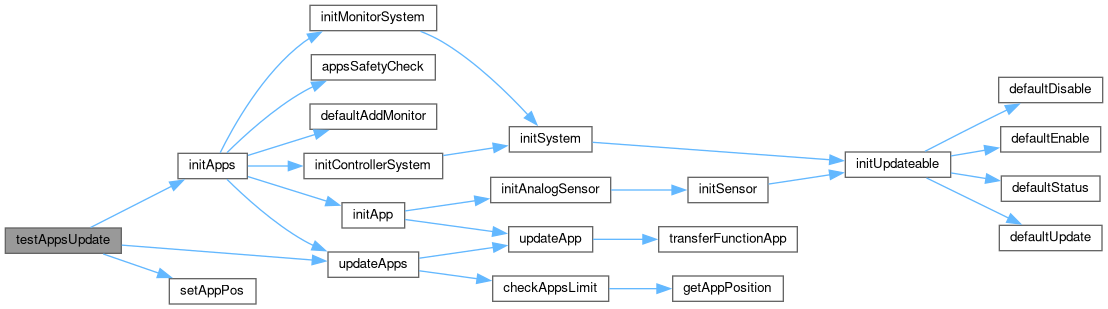 testAppsUpdate
initApps
setAppPos
initMonitorSystem
appsSafetyCheck
defaultAddMonitor
initControllerSystem
initApp
updateApps
initSystem
initAnalogSensor
updateApp
checkAppsLimit
initSensor
transferFunctionApp
getAppPosition
initUpdateable
defaultDisable
defaultEnable
defaultStatus
defaultUpdate